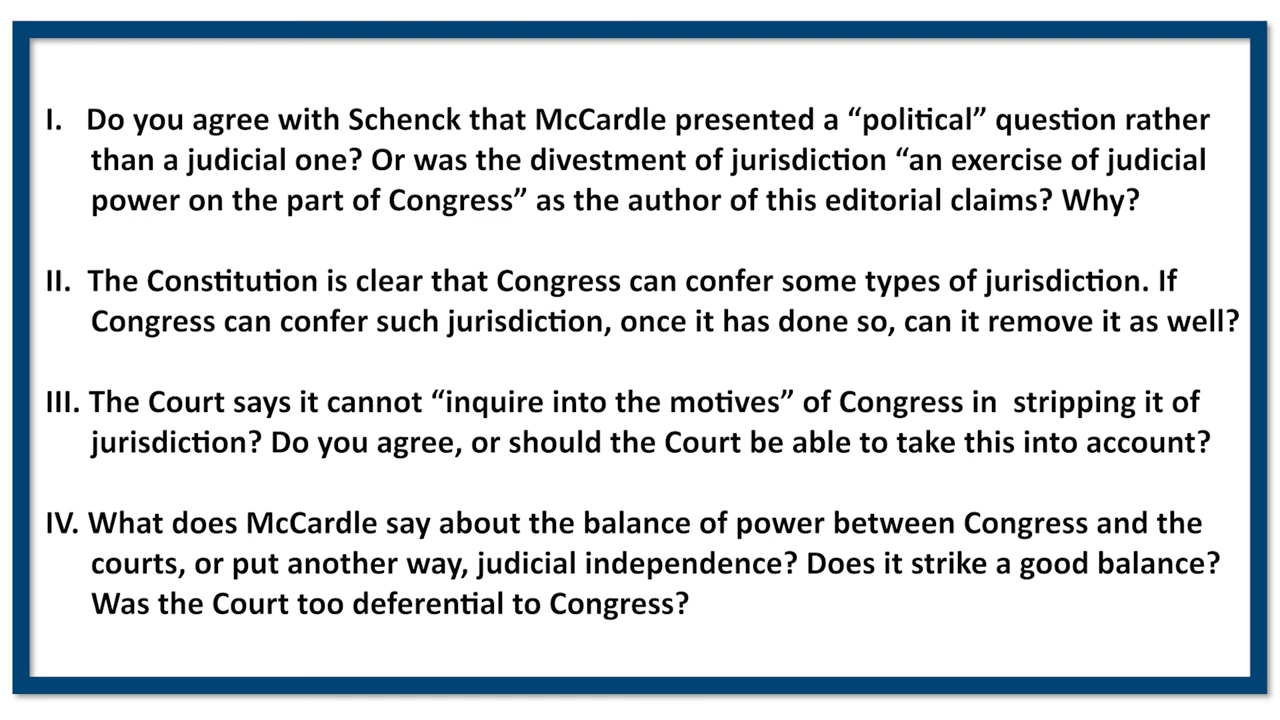 I. Do you agree with Schenck that McCardle presented a “political” question rather
than a judicial one? Or was the divestment of jurisdiction “an exercise of judicial
power on the part of Congress” as the author of this editorial claims? Why?
II. The Constitution is clear that Congress can confer some types of jurisdiction. If
Congress can confer such jurisdiction, once it has done so, can it remove it as well?
III. The Court says it cannot “inquire into the motives” of Congress in stripping it of
jurisdiction? Do you agree, or should the Court be able to take this into account?
IV. What does McCardle say about the balance of power between Congress and the
courts, or put another way, judicial independence? Does it strike a good balance?
Was the Court too deferential to Congress?